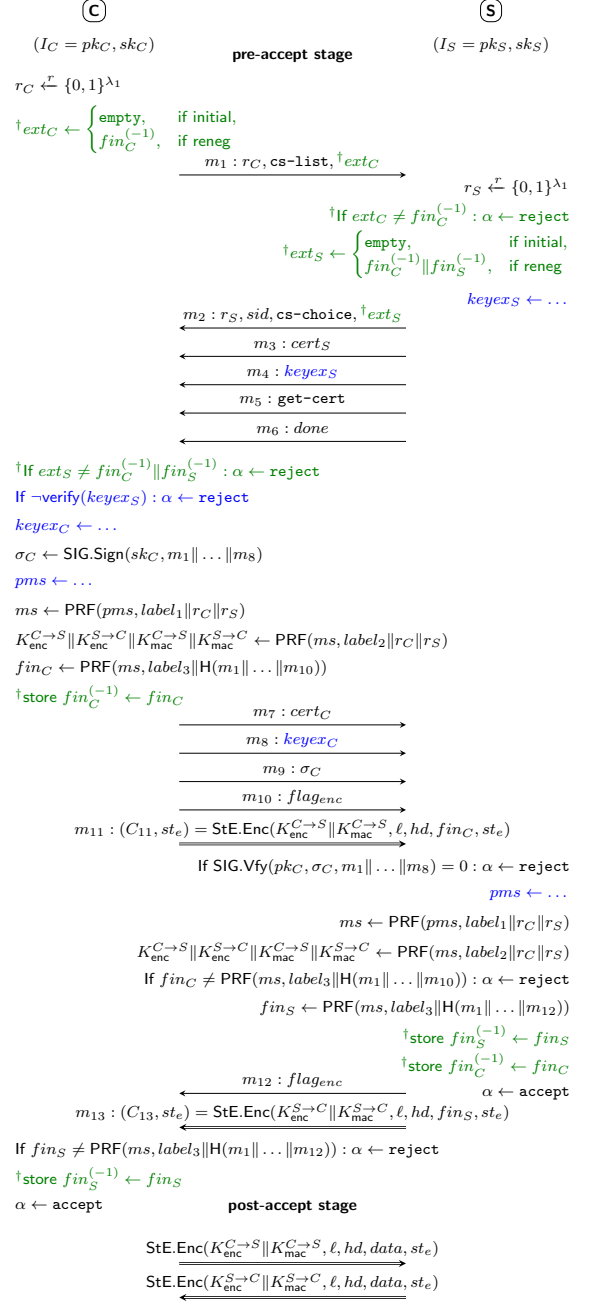 C S
(I_C = pk_C, sk_C) (I_S = pk_S, sk_S)
pre-accept stage
r_C ←^r {0, 1}^{λ_1}
†ext_C ← { empty, if initial,
fin_C^{(−1)}, if reneg
m_1 : r_C, cs-list, †ext_C
r_S ←^r {0, 1}^{λ_1}
†If ext_C ≠ fin_C^{(−1)} : α ← reject
†ext_S ← { empty, if initial,
fin_C^{(−1)}‖fin_S^{(−1)}, if reneg
keyex_S ← ...
m_2 : r_S, sid, cs-choice, †ext_S
m_3 : cert_S
m_4 : keyex_S
m_5 : get-cert
m_6 : done
†If ext_S ≠ fin_C^{(−1)}‖fin_S^{(−1)} : α ← reject
If ¬verify(keyex_S) : α ← reject
keyex_C ← ...
σ_C ← SIG.Sign(sk_C, m_1‖...‖m_8)
pms ← ...
ms ← PRF(pms, label_1‖r_C‖r_S)
K_enc^{C→S}‖K_enc^{S→C}‖K_mac^{C→S}‖K_mac^{S→C} ← PRF(ms, label_2‖r_C‖r_S)
fin_C ← PRF(ms, label_3‖H(m_1‖...‖m_10))
†store fin_C^{(−1)} ← fin_C
m_7 : cert_C
m_8 : keyex_C
m_9 : σ_C
m_10 : flag_enc
m_11 : (C_11, st_e) = StE.Enc(K_enc^{C→S}‖K_mac^{C→S}, ℓ, hd, fin_C, st_e)
If SIG.Vfy(pk_C, σ_C, m_1‖...‖m_8) = 0 : α ← reject
pms ← ...
ms ← PRF(pms, label_1‖r_C‖r_S)
K_enc^{C→S}‖K_enc^{S→C}‖K_mac^{C→S}‖K_mac^{S→C} ← PRF(ms, label_2‖r_C‖r_S)
If fin_C ≠ PRF(ms, label_3‖H(m_1‖...‖m_10)) : α ← reject
fin_S ← PRF(ms, label_3‖H(m_1‖...‖m_12))
†store fin_S^{(−1)} ← fin_S
†store fin_C^{(−1)} ← fin_C
m_12 : flag_enc
α ← accept
m_13 : (C_13, st_e) = StE.Enc(K_enc^{S→C}‖K_mac^{S→C}, ℓ, hd, fin_S, st_e)
If fin_S ≠ PRF(ms, label_3‖H(m_1‖...‖m_12)) : α ← reject
†store fin_S^{(−1)} ← fin_S
α ← accept
post-accept stage
StE.Enc(K_enc^{C→S}‖K_mac^{C→S}, ℓ, hd, data, st_e)
StE.Enc(K_enc^{S→C}‖K_mac^{S→C}, ℓ, hd, data, st_e)